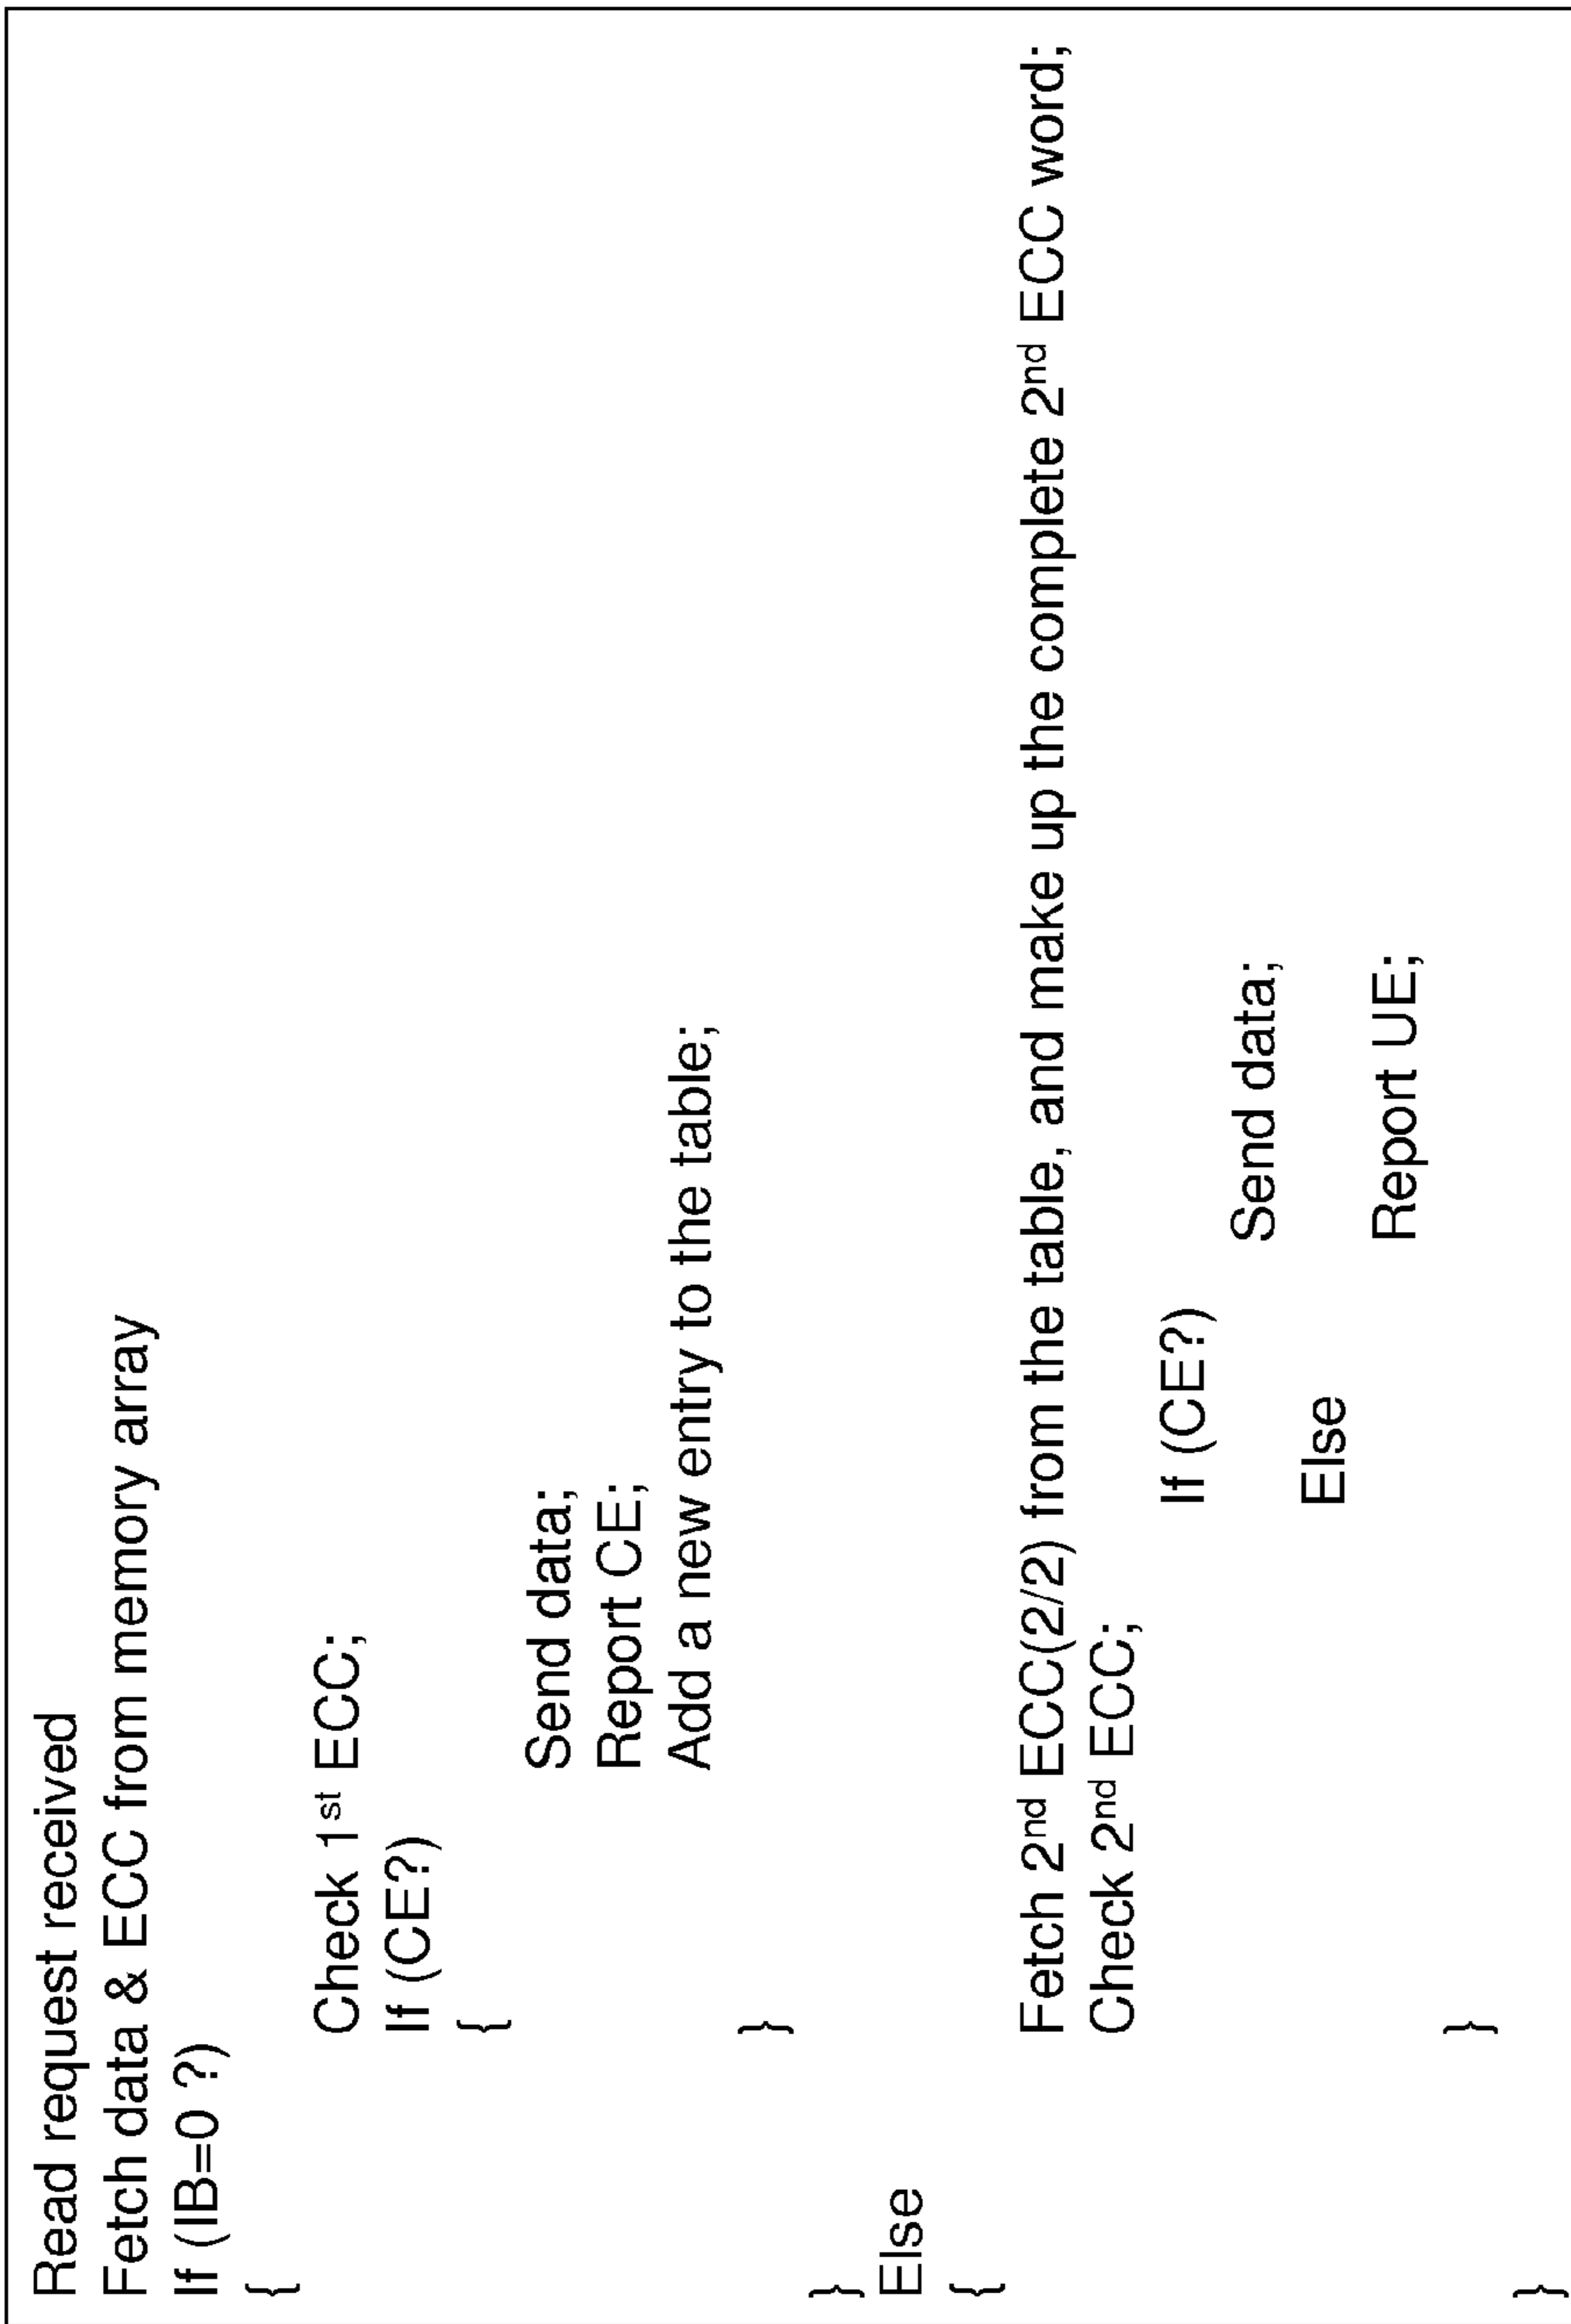 Read request received
Fetch data & ECC from memory array
If (IB=0 ?)
{
Check 1st ECC;
If (CE?)
{
Send data;
Report CE;
Add a new entry to the table;
}
}
Else
{
Fetch 2nd ECC(2/2) from the table, and make up the complete 2nd ECC word;
Check 2nd ECC;
If (CE?)
Send data;
Else
Report UE;
}
}